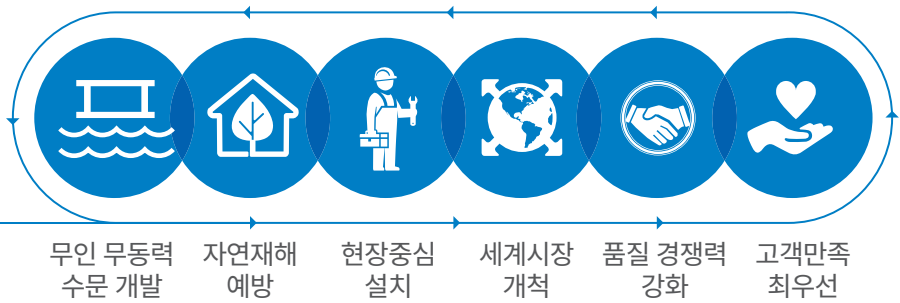 무인 무동력
수문 개발
자연재해
예방
현장중심
설치
세계시장
개척
품질 경쟁력
강화
고객만족
최우선